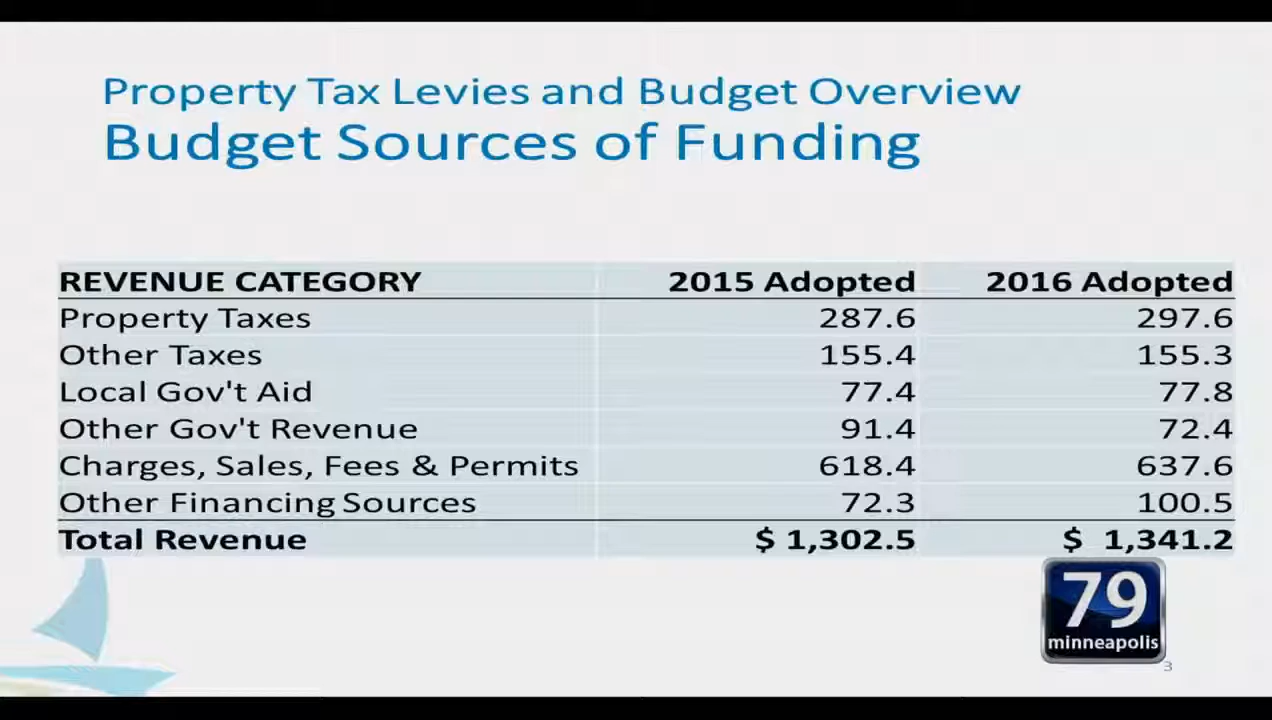 Property Tax Levies and Budget Overview
Budget Sources of Funding
REVENUE CATEGORY 2015 Adopted 2016 Adopted
Property Taxes 287.6 297.6
Other Taxes 155.4 155.3
Local Gov't Aid 77.4 77.8
Other Gov't Revenue 91.4 72.4
Charges, Sales, Fees & Permits 618.4 637.6
Other Financing Sources 72.3 100.5
Total Revenue $ 1,302.5 $ 1,341.2
79
minneapolis
3